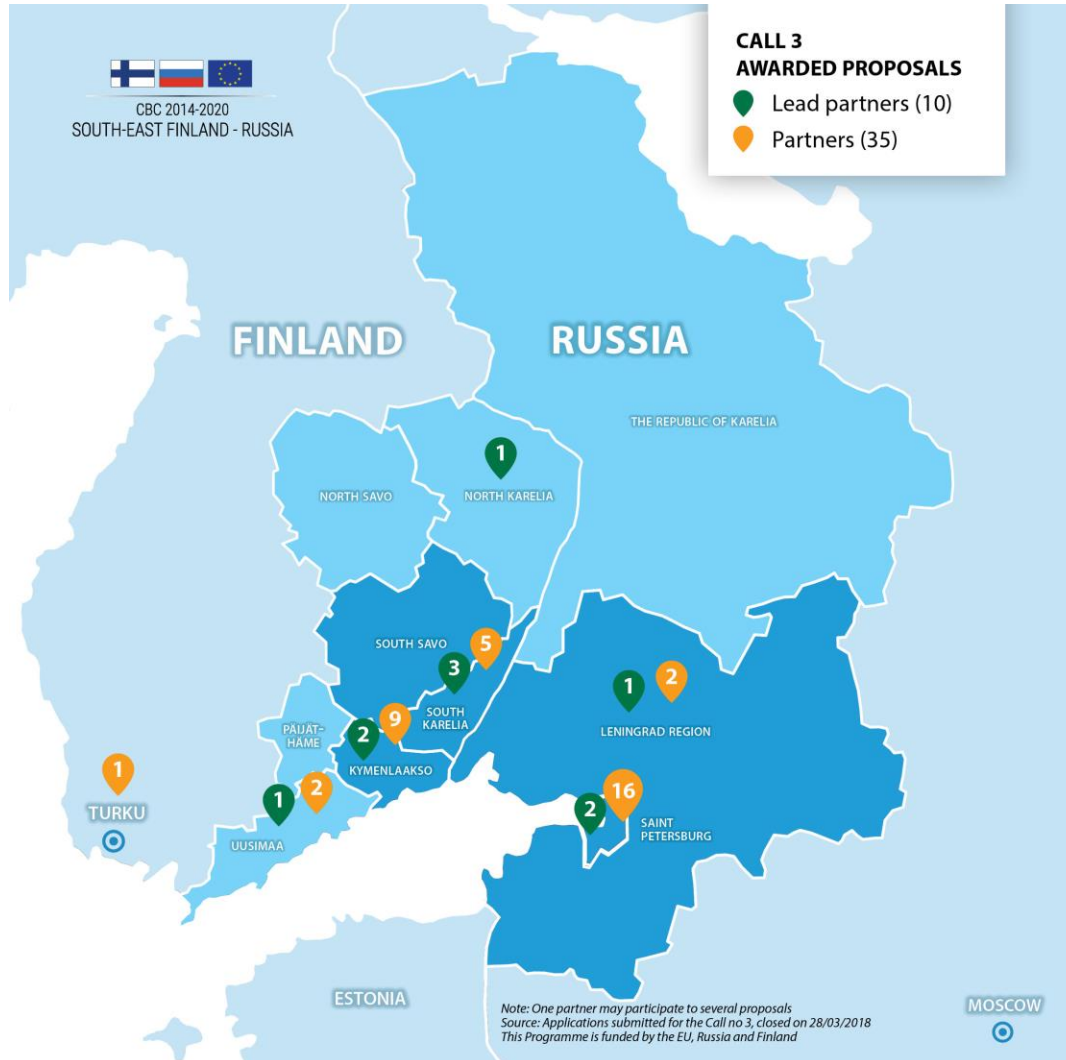 CBC 2014-2020
SOUTH-EAST FINLAND - RUSSIA
CALL 3
AWARDED PROPOSALS
Lead partners (10)
Partners (35)
FINLAND
RUSSIA
THE REPUBLIC OF KARELIA
1
NORTH SAVO
NORTH KARELIA
SOUTH SAVO
5
3
1
2
SOUTH
KARELIA
LENINGRAD REGION
9
2
PÄIJÄT-
HÄME
KYMENLAAKSO
1
TURKU
1
2
UUSIMAA
16
2
SAINT
PETERSBURG
ESTONIA
MOSCOW
Note: One partner may participate to several proposals
Source: Applications submitted for the Call no 3, closed on 28/03/2018
This Programme is funded by the EU, Russia and Finland